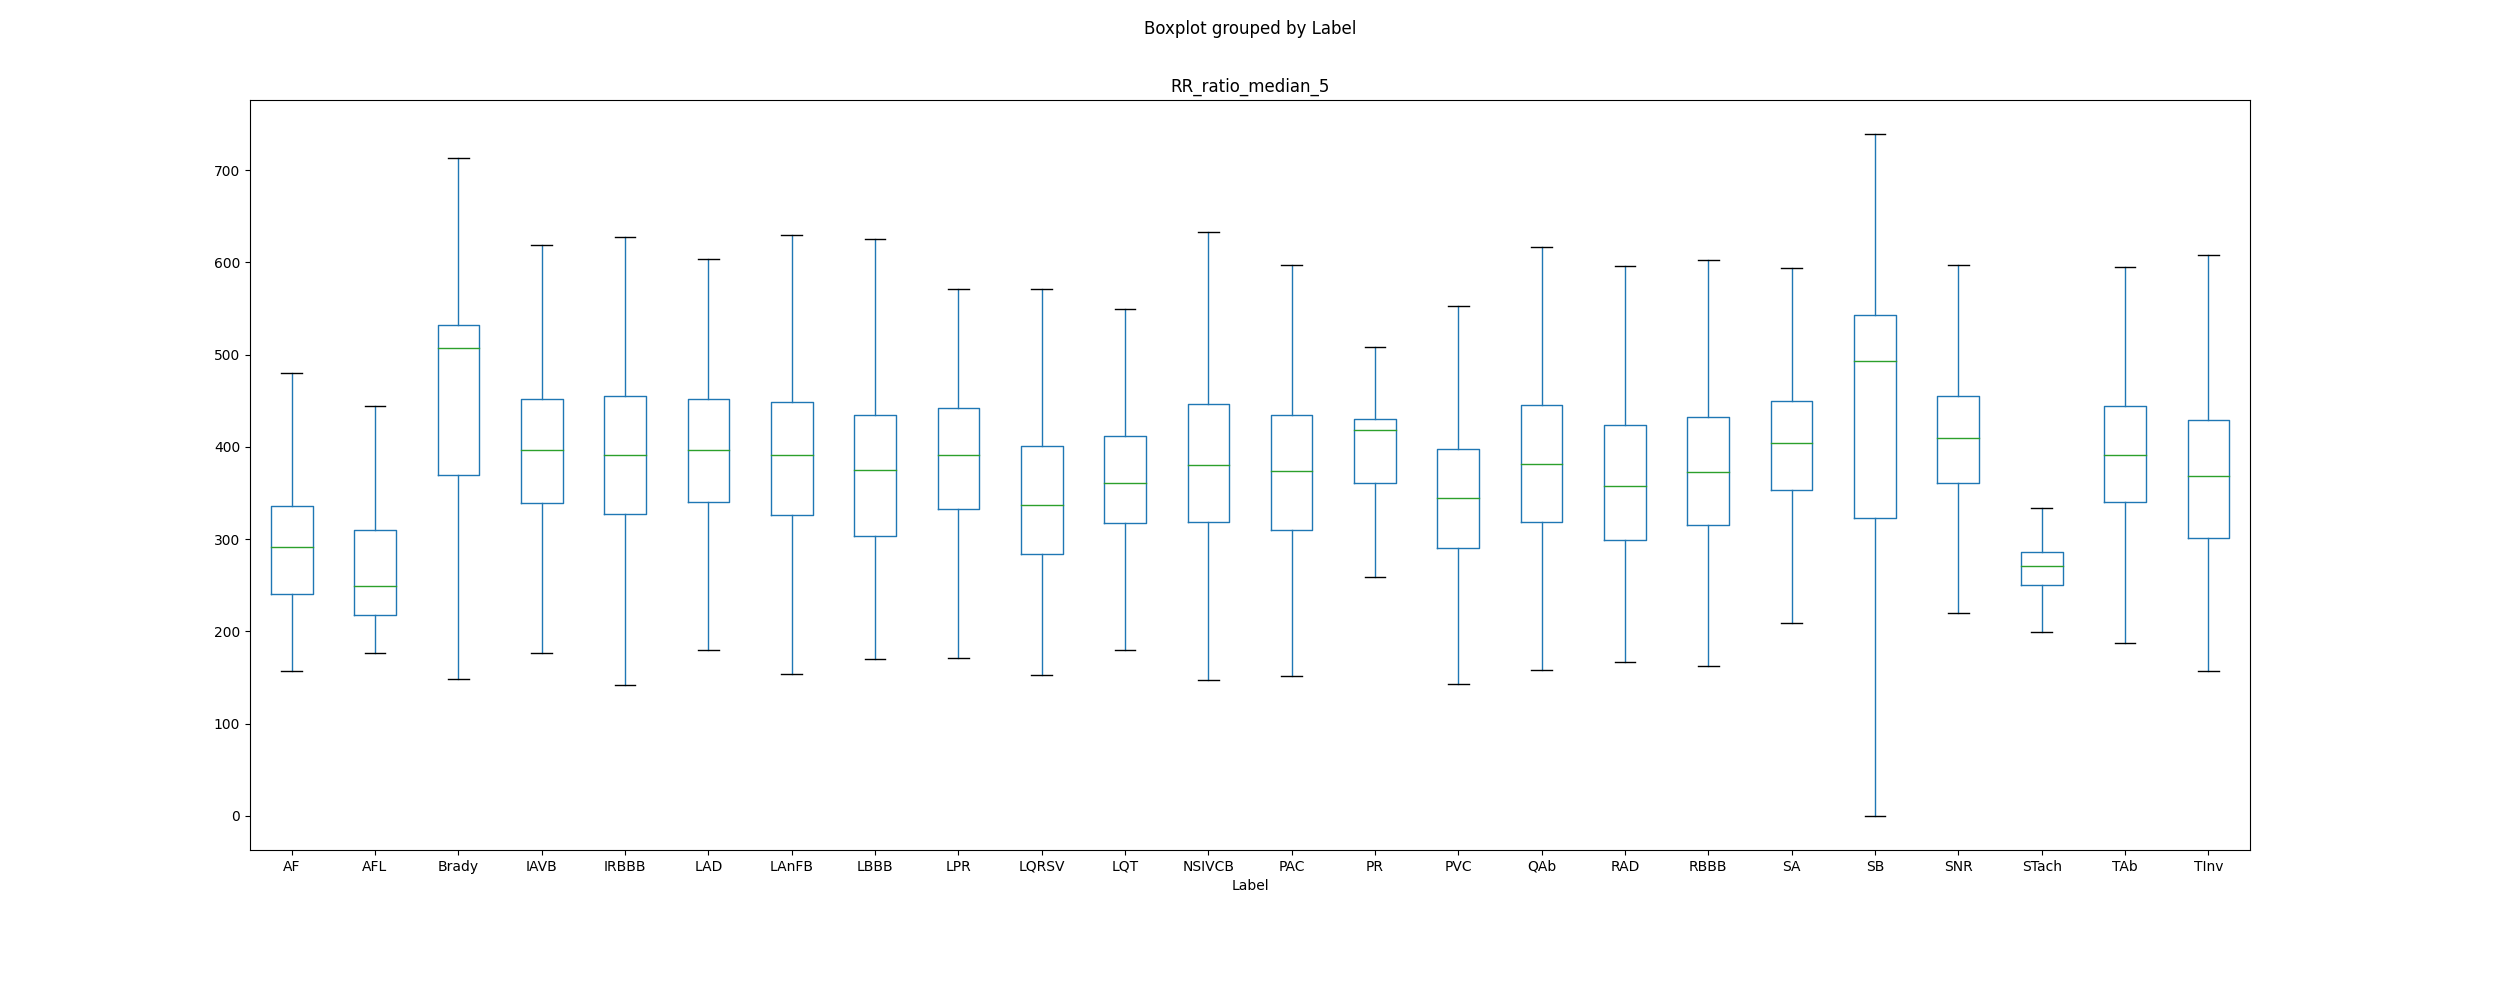 Boxplot grouped by Label
RR_ratio_median_5
700
600
500
400
300
200
100
0
AF AFL Brady IAVB IRBBB LAD LAnFB LBBB LPR LQRSV LQT NSIVCB PAC PR PVC QAb RAD RBBB SA SB SNR STach TAb TInv
Label